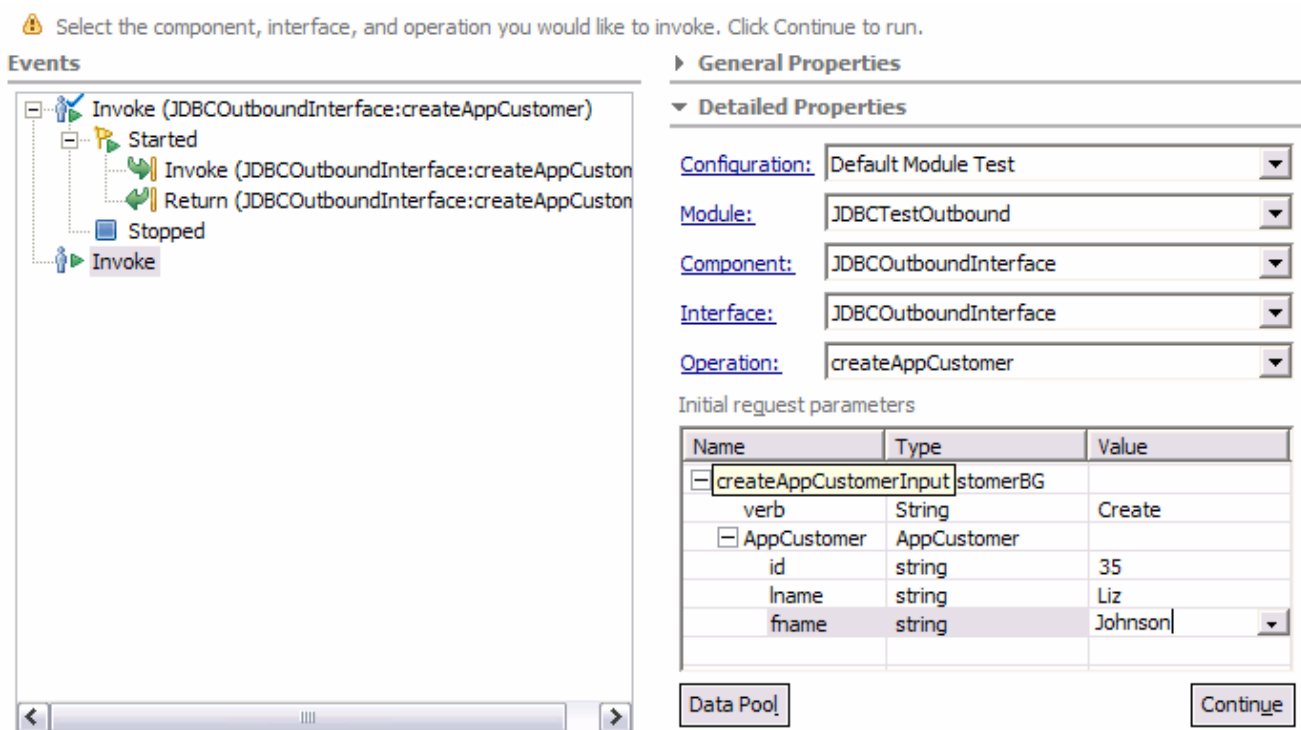 Select the component, interface, and operation you would like to invoke. Click Continue to run.
Events
Invoke (JDBCOutboundInterface:createAppCustomer)
Started
Invoke (JDBCOutboundInterface:createAppCustom
Return (JDBCOutboundInterface:createAppCustom
Stopped
Invoke
General Properties
Detailed Properties
Configuration: Default Module Test
Module: JDBCTestOutbound
Component: JDBCOutboundInterface
Interface: JDBCOutboundInterface
Operation: createAppCustomer
Initial request parameters
Name Type Value
createAppCustomerInput stomerBG
verb String Create
AppCustomer AppCustomer
id string 35
lname string Liz
fname string Johnson
Data Pool Continue